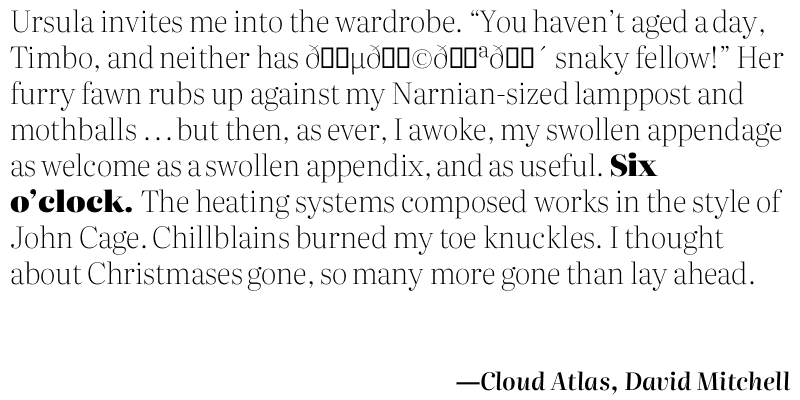 Ursula invites me into the wardrobe. “You haven’t aged a day,
Timbo, and neither has snaky fellow!” Her
furry fawn rubs up against my Narnian-sized lamppost and
mothballs ... but then, as ever, I awoke, my swollen appendage
as welcome as a swollen appendix, and as useful. Six
o’clock. The heating systems composed works in the style of
John Cage. Chillblains burned my toe knuckles. I thought
about Christmases gone, so many more gone than lay ahead.
—Cloud Atlas, David Mitchell